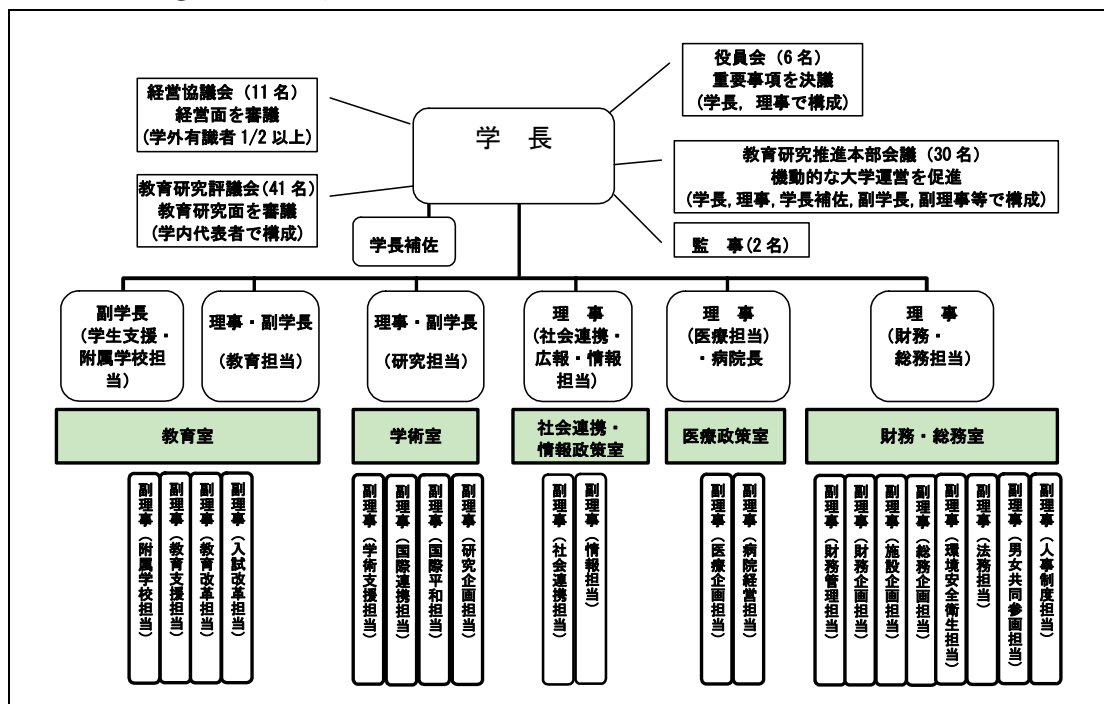 役員会（6名）
重要事項を決議
(学長，理事で構成)
経営協議会（11名）
経営面を審議
(学外有識者1/2以上)
学　長
教育研究推進本部会議（30名）
機動的な大学運営を促進
(学長,理事,学長補佐,副学長,副理事等で構成)
教育研究評議会(41名)
教育研究面を審議
(学内代表者で構成)
学長補佐
監　事(2名)
副学長
(学生支援・
附属学校担
当)
理事・副学長
(教育担当)
理事・副学長
(研究担当)
理　事
(社会連携・
広報・情報
担当)
理　事
(医療担当)
・病院長
理　事
(財務・
総務担当)
教育室
学術室
社会連携・
情報政策室
医療政策室
財務・総務室
副理事（附属学校担当）
副理事（教育支援担当）
副理事（教育改革担当）
副理事（入試改革担当）
副理事（学術支援担当）
副理事（国際連携担当）
副理事（国際平和担当）
副理事（研究企画担当）
副理事（社会連携担当）
副理事（情報担当）
副理事（医療企画担当）
副理事（病院経営担当）
副理事（財務管理担当）
副理事（財務企画担当）
副理事（施設企画担当）
副理事（総務企画担当）
副理事（環境安全衛生担当）
副理事（法務担当）
副理事（男女共同参画担当）
副理事（人事制度担当）